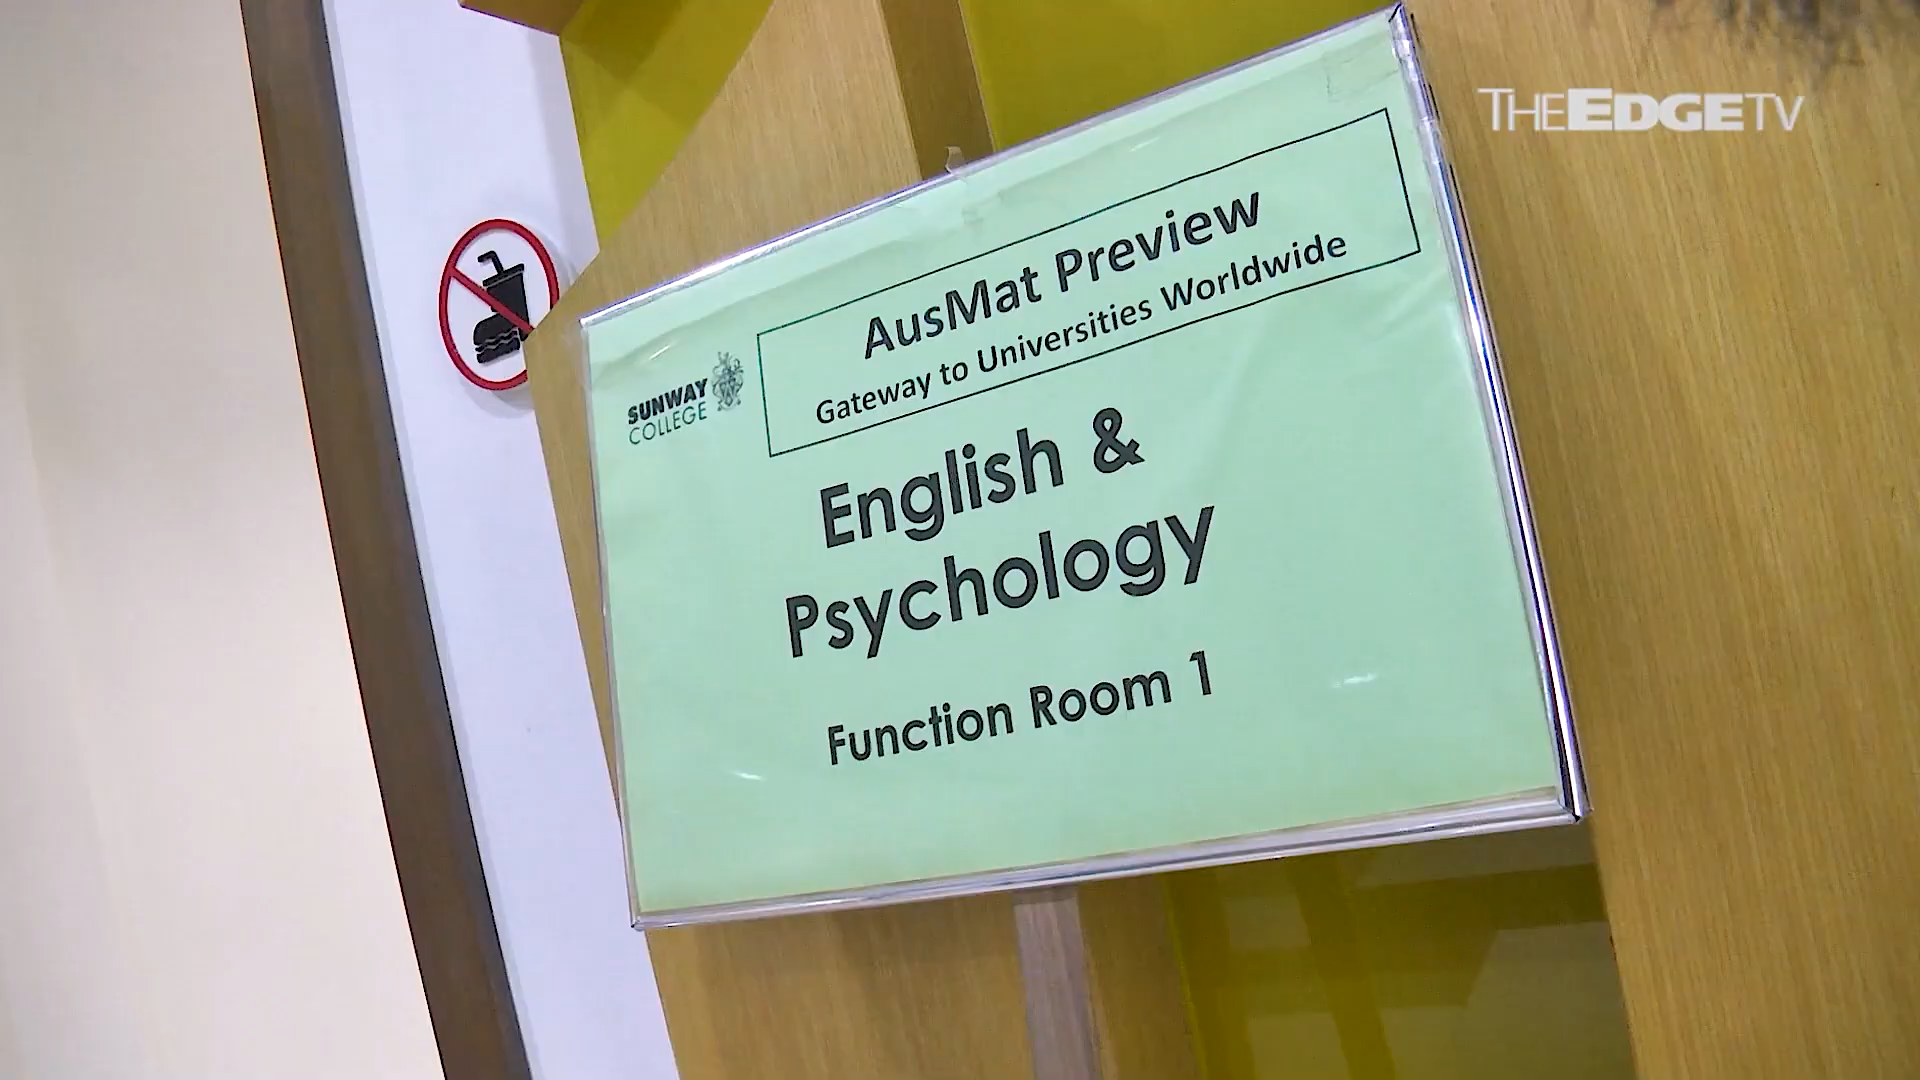 THEEDGETV
AusMat Preview
Gateway to Universities Worldwide
SUNWAY
COLLEGE
English &
Psychology
Function Room 1